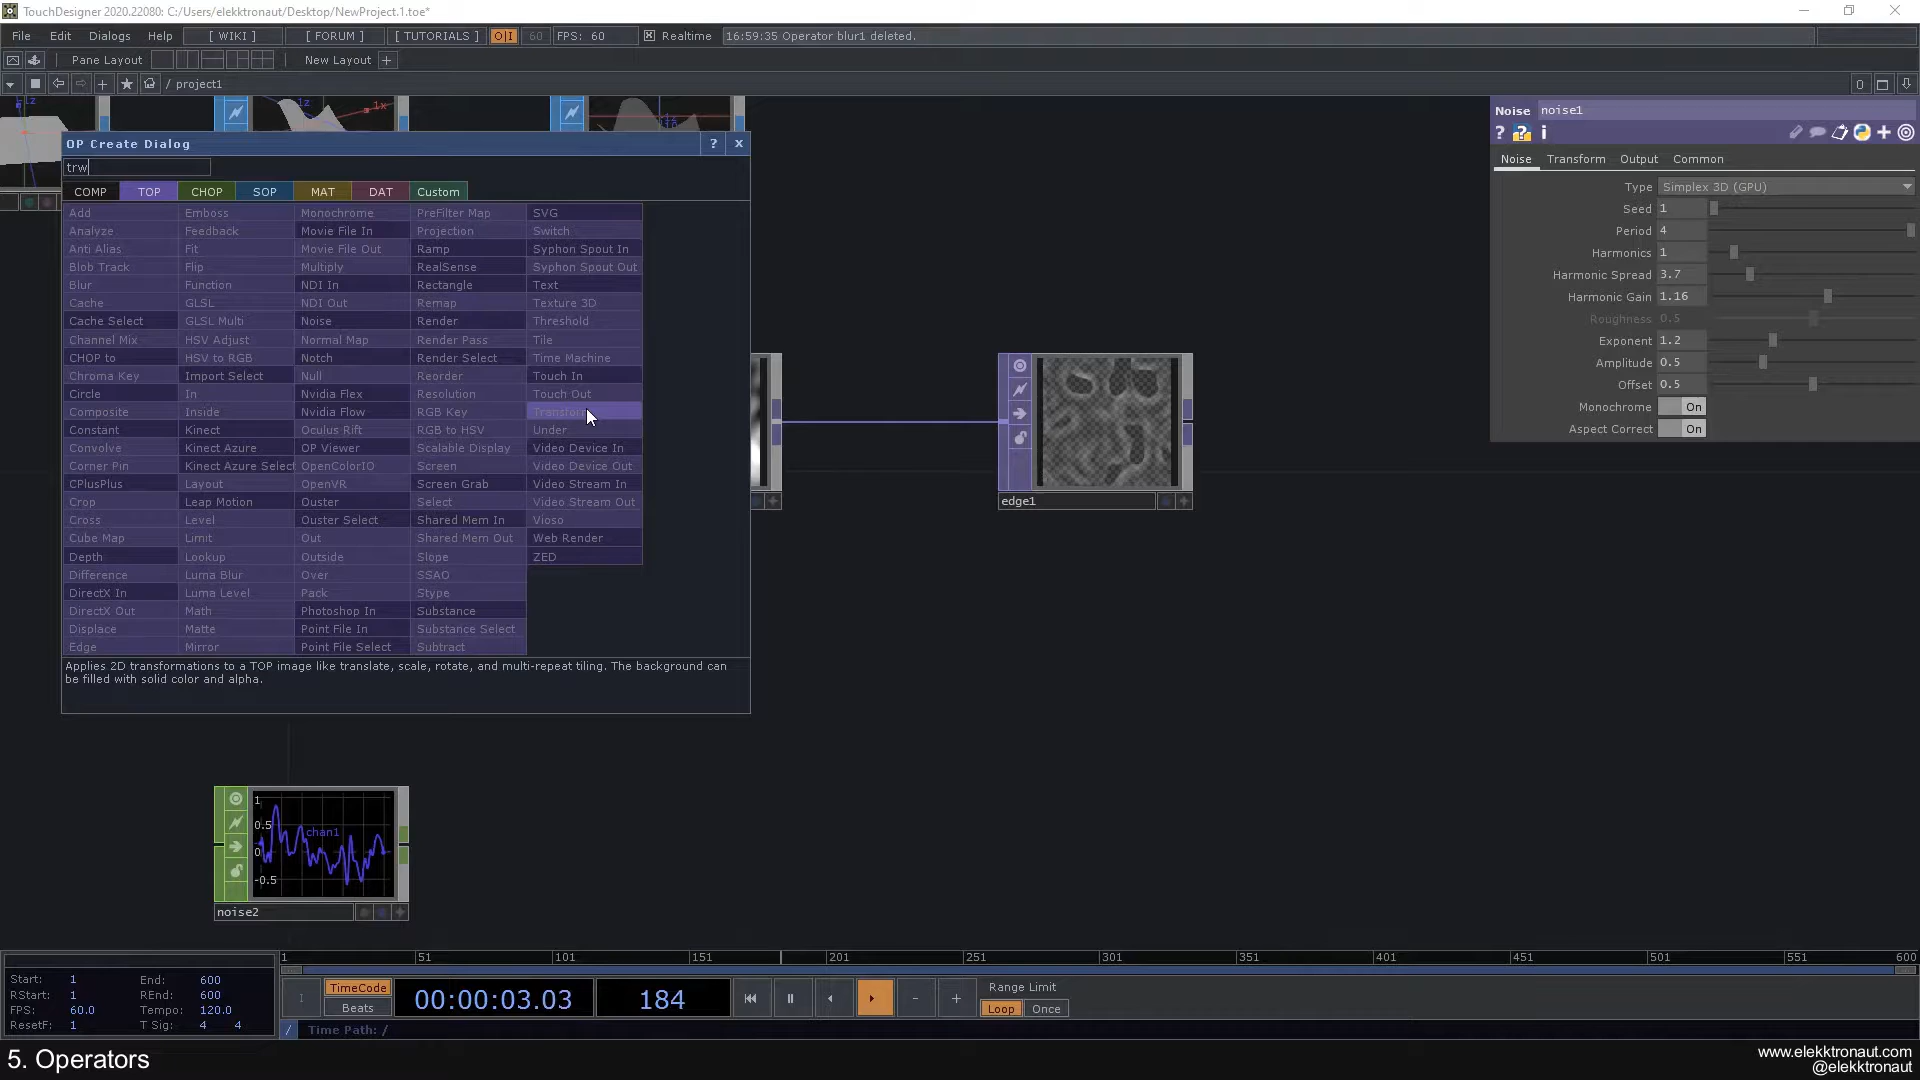 TouchDesigner 2020.22080: C:/Users/elekktronaut/Desktop/NewProject.1.toe*
File Edit Dialogs Help [ WIKI ] [ FORUM ] [ TUTORIALS ] O|I 60 FPS: 60 Realtime 16:59:35 Operator blur1 deleted.
Pane Layout New Layout +
/ project1
OP Create Dialog ? x
trw
COMP TOP CHOP SOP MAT DAT Custom
Add Emboss Monochrome PreFilter Map SVG
Analyze Feedback Movie File In Projection Switch
Anti Alias Fit Movie File Out Ramp Syphon Spout In
Blob Track Flip Multiply RealSense Syphon Spout Out
Blur Function NDI In Rectangle Text
Cache GLSL NDI Out Remap Texture 3D
Cache Select GLSL Multi Noise Render Threshold
Channel Mix HSV Adjust Normal Map Render Pass Tile
CHOP to HSV to RGB Notch Render Select Time Machine
Chroma Key Import Select Null Reorder Touch In
Circle In Nvidia Flex Resolution Touch Out
Composite Inside Nvidia Flow RGB Key Transform
Constant Kinect Oculus Rift RGB to HSV Under
Convolve Kinect Azure OP Viewer Scalable Display Video Device In
Corner Pin Kinect Azure Select OpenColorIO Screen Video Device Out
CPlusPlus Layout OpenVR Screen Grab Video Stream In
Crop Leap Motion Ouster Select Video Stream Out
Cross Level Ouster Select Shared Mem In Vioso
Cube Map Limit Out Shared Mem Out Web Render
Depth Lookup Outside Slope ZED
Difference Luma Blur Over SSAO
DirectX In Luma Level Pack Stype
DirectX Out Math Photoshop In Substance
Displace Matte Point File In Substance Select
Edge Mirror Point File Select Subtract
Applies 2D transformations to a TOP image like translate, scale, rotate, and multi-repeat tiling. The background can
be filled with solid color and alpha.
Noise noise1
Noise Transform Output Common
Type Simplex 3D (GPU)
Seed 1
Period 4
Harmonics 1
Harmonic Spread 3.7
Harmonic Gain 1.16
Roughness 0.5
Exponent 1.2
Amplitude 0.5
Offset 0.5
Monochrome On
Aspect Correct On
edge1
1
0.5
chan1
0
-0.5
noise2
1 51 101 151 201 251 301 351 401 451 501 551 600
Start: 1 End: 600
RStart: 1 REnd: 600
FPS: 60.0 Tempo: 120.0
ResetF: 1 T Sig: 4 4
TimeCode
Beats
00:00:03.03
184
Range Limit
Loop Once
/ Time Path: /
5. Operators
www.elekktronaut.com
@elekktronaut